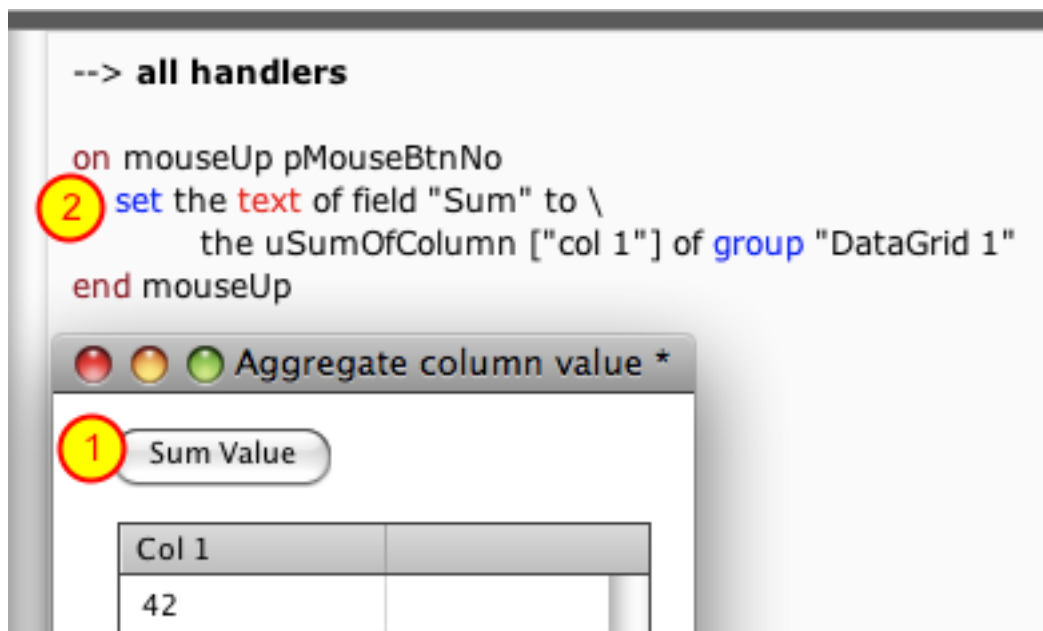 --> all handlers
on mouseUp pMouseBtnNo
2 set the text of field "Sum" to \
the uSumOfColumn ["col 1"] of group "DataGrid 1"
end mouseUp
Aggregate column value *
1 Sum Value
Col 1
42